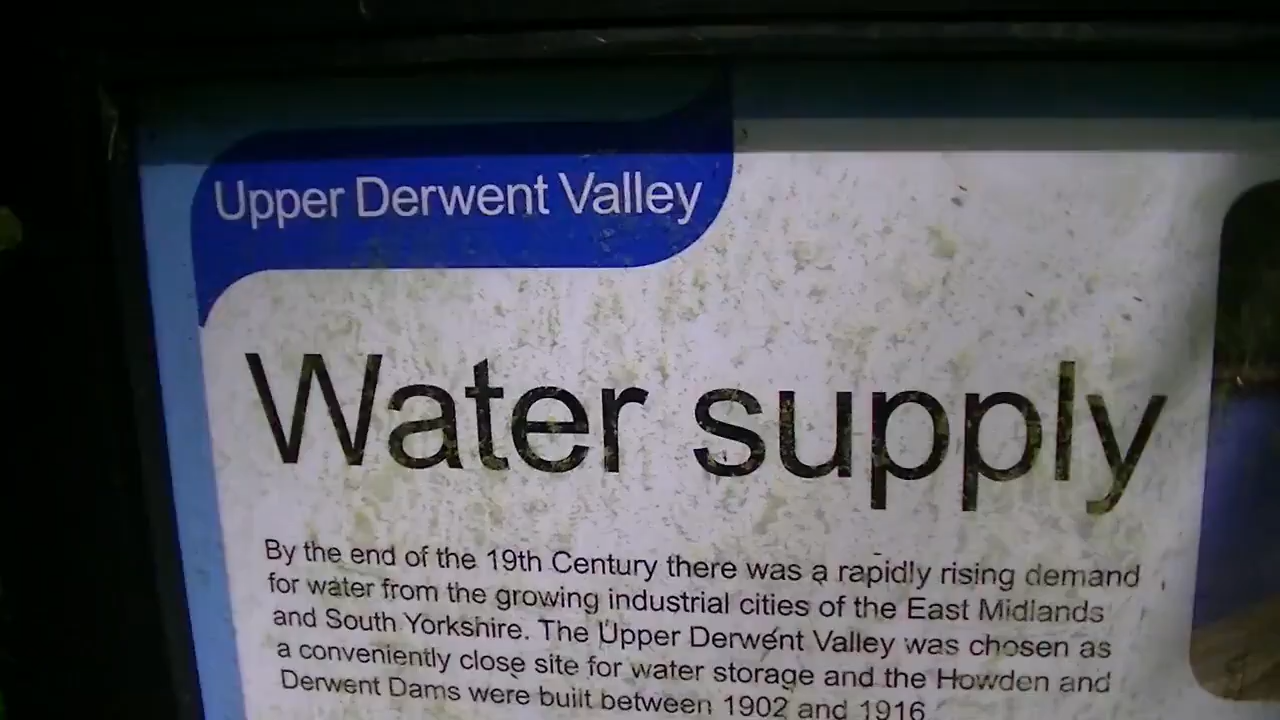 Upper Derwent Valley
Water supply
By the end of the 19th Century there was a rapidly rising demand
for water from the growing industrial cities of the East Midlands
and South Yorkshire. The Upper Derwent Valley was chosen as
a conveniently close site for water storage and the Howden and
Derwent Dams were built between 1902 and 1916